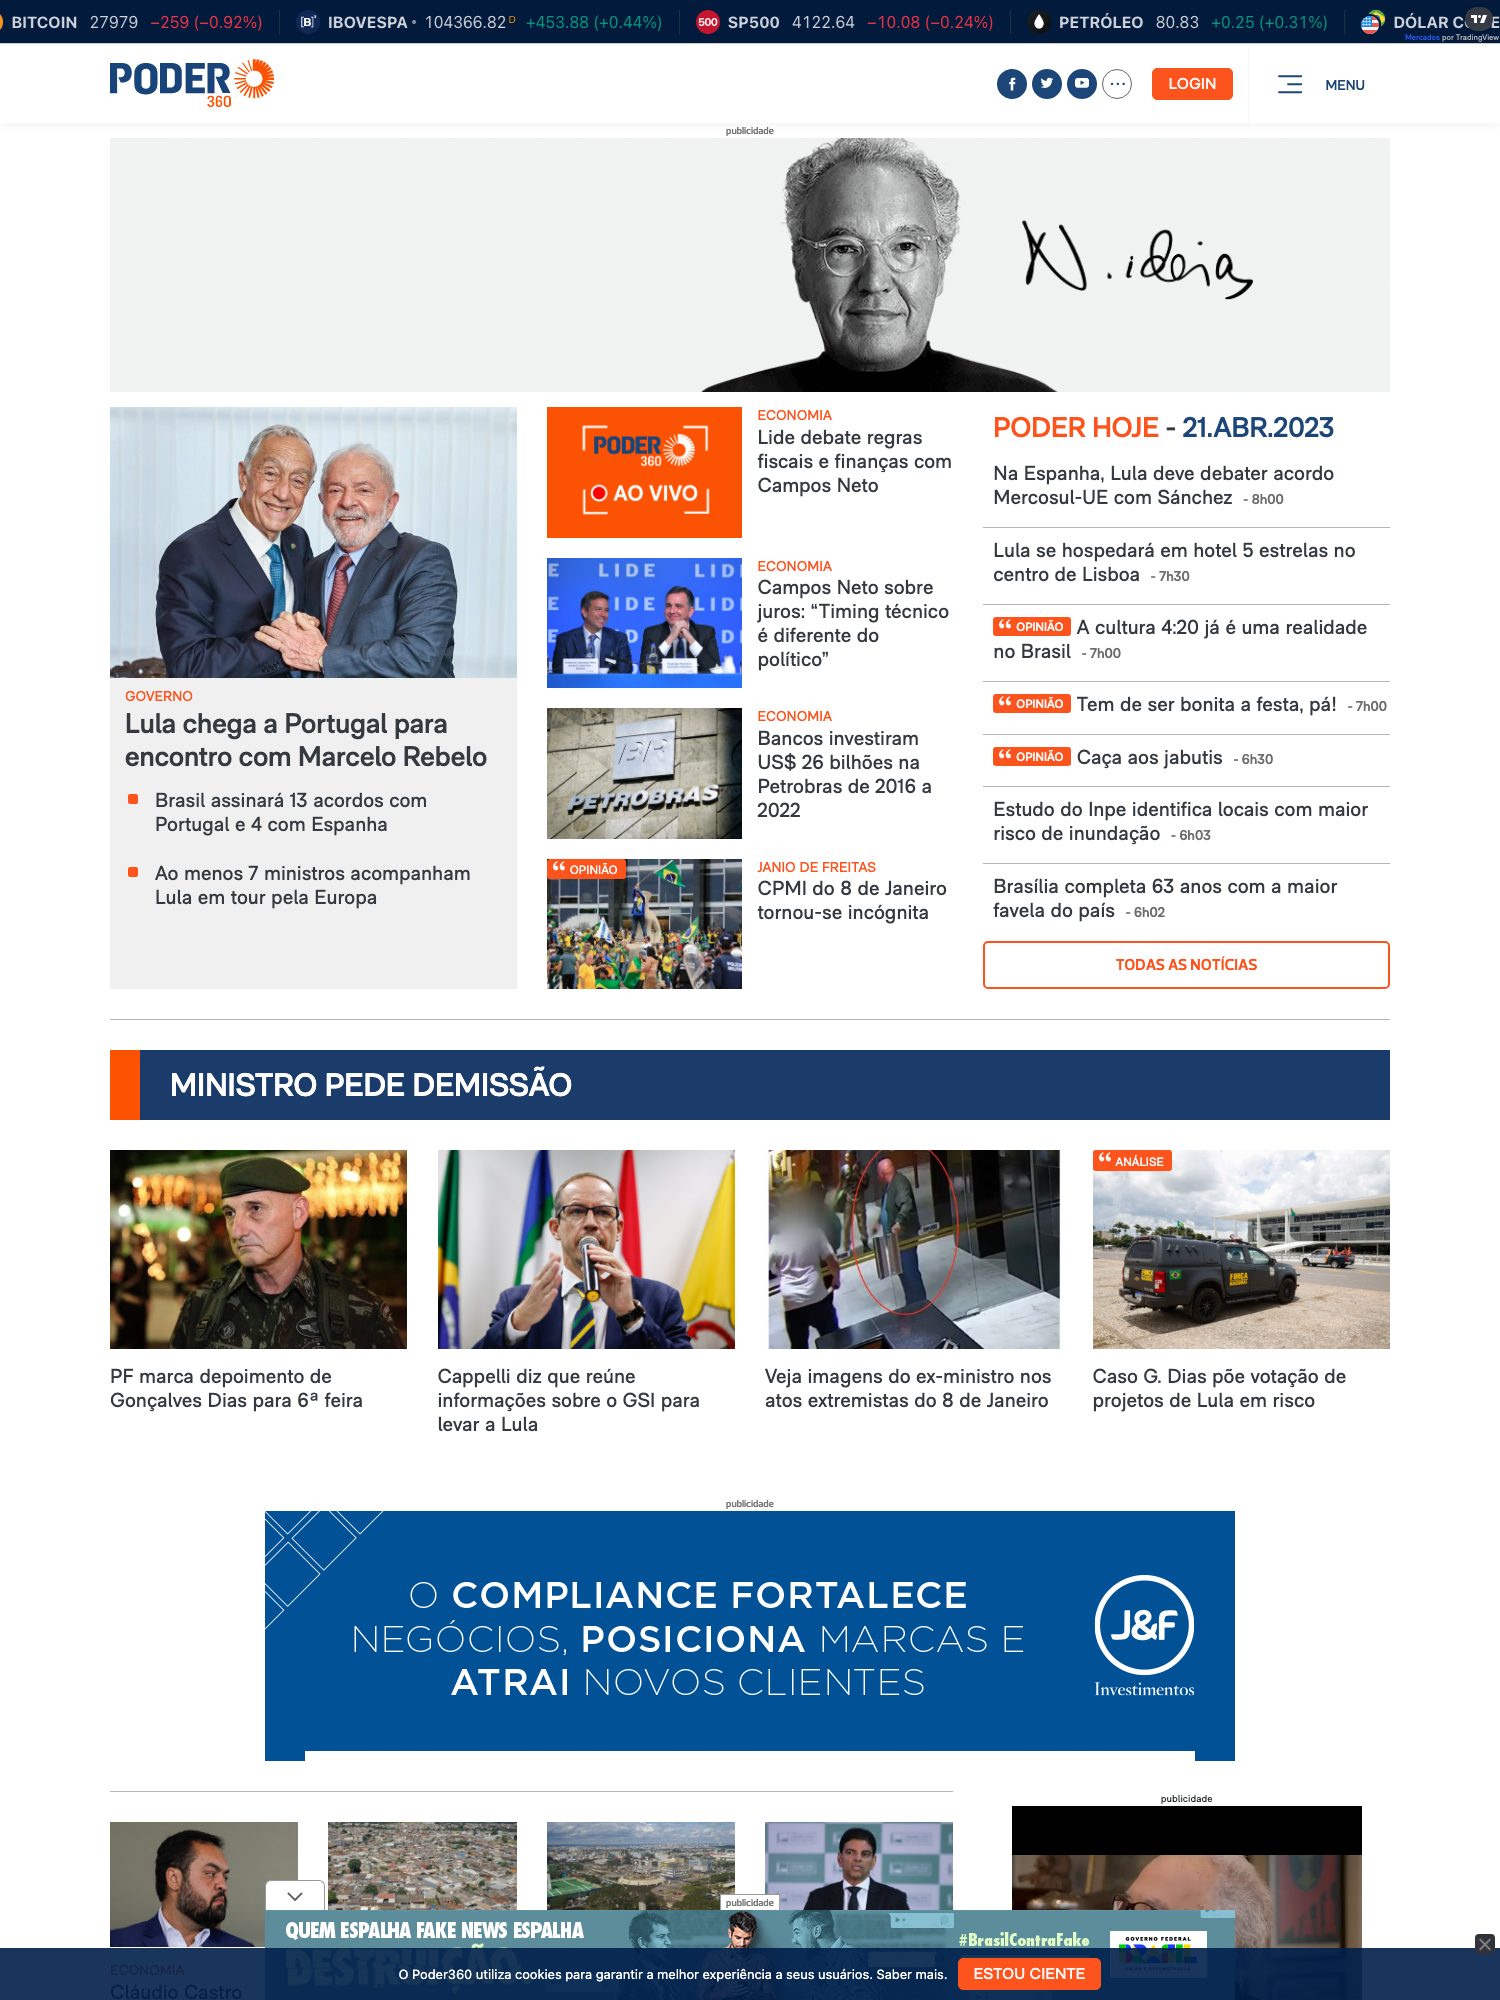 BITCOIN 27979 −259 (−0.92%) IBOVESPA • 104366.82 D +453.88 (+0.44%) 500 SP500 4122.64 −10.08 (−0.24%) PETRÓLEO 80.83 +0.25 (+0.31%)
Mercados por TradingView
PODER
360
LOGIN
MENU
publicidade
N.ideias
GOVERNO
Lula chega a Portugal para
encontro com Marcelo Rebelo
Brasil assinará 13 acordos com
Portugal e 4 com Espanha
Ao menos 7 ministros acompanham
Lula em tour pela Europa
PODER
360
AO VIVO
ECONOMIA
Lide debate regras
fiscais e finanças com
Campos Neto
LIDE LIDE
ECONOMIA
Campos Neto sobre
juros: “Timing técnico
é diferente do
político”
BR
PETROBRAS
ECONOMIA
Bancos investiram
US$ 26 bilhões na
Petrobras de 2016 a
2022
“ OPINIÃO
JANIO DE FREITAS
CPMI do 8 de Janeiro
tornou-se incógnita
PODER HOJE - 21.ABR.2023
Na Espanha, Lula deve debater acordo
Mercosul-UE com Sánchez - 8h00
Lula se hospedará em hotel 5 estrelas no
centro de Lisboa - 7h30
“ OPINIÃO A cultura 4:20 já é uma realidade
no Brasil - 7h00
“ OPINIÃO Tem de ser bonita a festa, pá! - 7h00
“ OPINIÃO Caça aos jabutis - 6h30
Estudo do Inpe identifica locais com maior
risco de inundação - 6h03
Brasília completa 63 anos com a maior
favela do país - 6h02
TODAS AS NOTÍCIAS
MINISTRO PEDE DEMISSÃO
PF marca depoimento de
Gonçalves Dias para 6ª feira
Cappelli diz que reúne
informações sobre o GSI para
levar a Lula
Veja imagens do ex-ministro nos
atos extremistas do 8 de Janeiro
“ ANÁLISE
FORÇA
NACIONAL
Caso G. Dias põe votação de
projetos de Lula em risco
publicidade
O COMPLIANCE FORTALECE
NEGÓCIOS, POSICIONA MARCAS E
ATRAI NOVOS CLIENTES
J&F
Investimentos
publicidade
publicidade
QUEM ESPALHA FAKE NEWS ESPALHA
#BrasilContraFake
GOVERNO FEDERAL
BRASIL
ECONOMIA
Cláudio Castro
O Poder360 utiliza cookies para garantir a melhor experiência a seus usuários. Saber mais.
ESTOU CIENTE